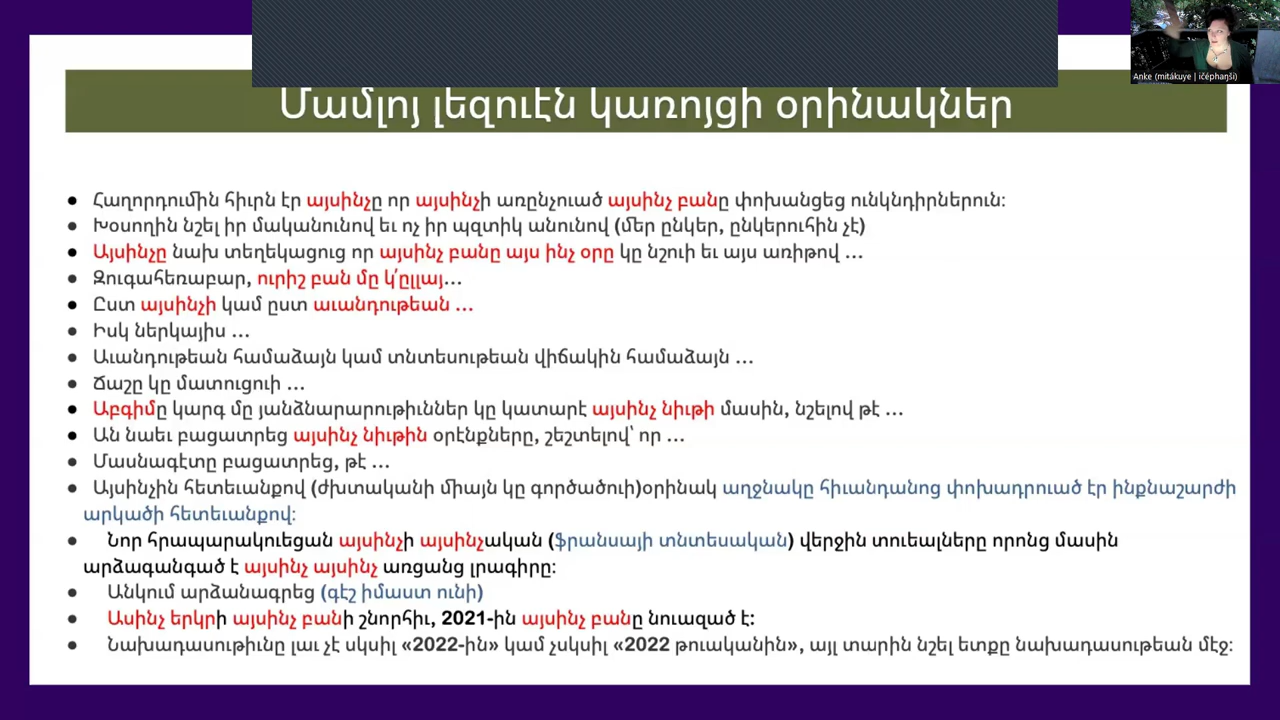 Anke (mitákuye | ičéphaŋši)
Մամլոյ լեզուէն կառոյցի օրինակներ
● Հաղորդումին հիւրն էր այսինչը որ այսինչի առընչուած այսինչ բանը փոխանցեց ունկնդիրներուն։
● Խօսողին նշել իր մականունով եւ ոչ իր պզտիկ անունով (մեր ընկեր, ընկերուհին չէ)
● Այսինչը նախ տեղեկացուց որ այսինչ բանը այս ինչ օրը կը նշուի եւ այս առիթով …
● Զուգահեռաբար, ուրիշ բան մը կ՛ըլլայ…
● Ըստ այսինչի կամ ըստ աւանդութեան …
● Իսկ ներկայիս …
● Աւանդութեան համաձայն կամ տնտեսութեան վիճակին համաձայն …
● Ճաշը կը մատուցուի …
● Աբգիմը կարգ մը յանձնարարութիւններ կը կատարէ այսինչ նիւթի մասին, նշելով թէ …
● Ան նաեւ բացատրեց այսինչ նիւթին օրէնքները, շեշտելով՝ որ …
● Մասնագէտը բացատրեց, թէ …
● Այսինչին հետեւանքով (ժխտականի միայն կը գործածուի)օրինակ աղջնակը հիւանդանոց փոխադրուած էր ինքնաշարժի
արկածի հետեւանքով։
● Նոր հրապարակուեցան այսինչի այսինչական (ֆրանսայի տնտեսական) վերջին տուեալները որոնց մասին
արձագանգած է այսինչ այսինչ առցանց լրագիրը։
● Անկում արձանագրեց (գէշ իմաստ ունի)
● Ասինչ երկրի այսինչ բանի շնորհիւ, 2021-ին այսինչ բանը նուազած է։
● Նախադասութիւնը լաւ չէ սկսիլ «2022-ին» կամ չսկսիլ «2022 թուականին», այլ տարին նշել ետքը նախադասութեան մէջ։